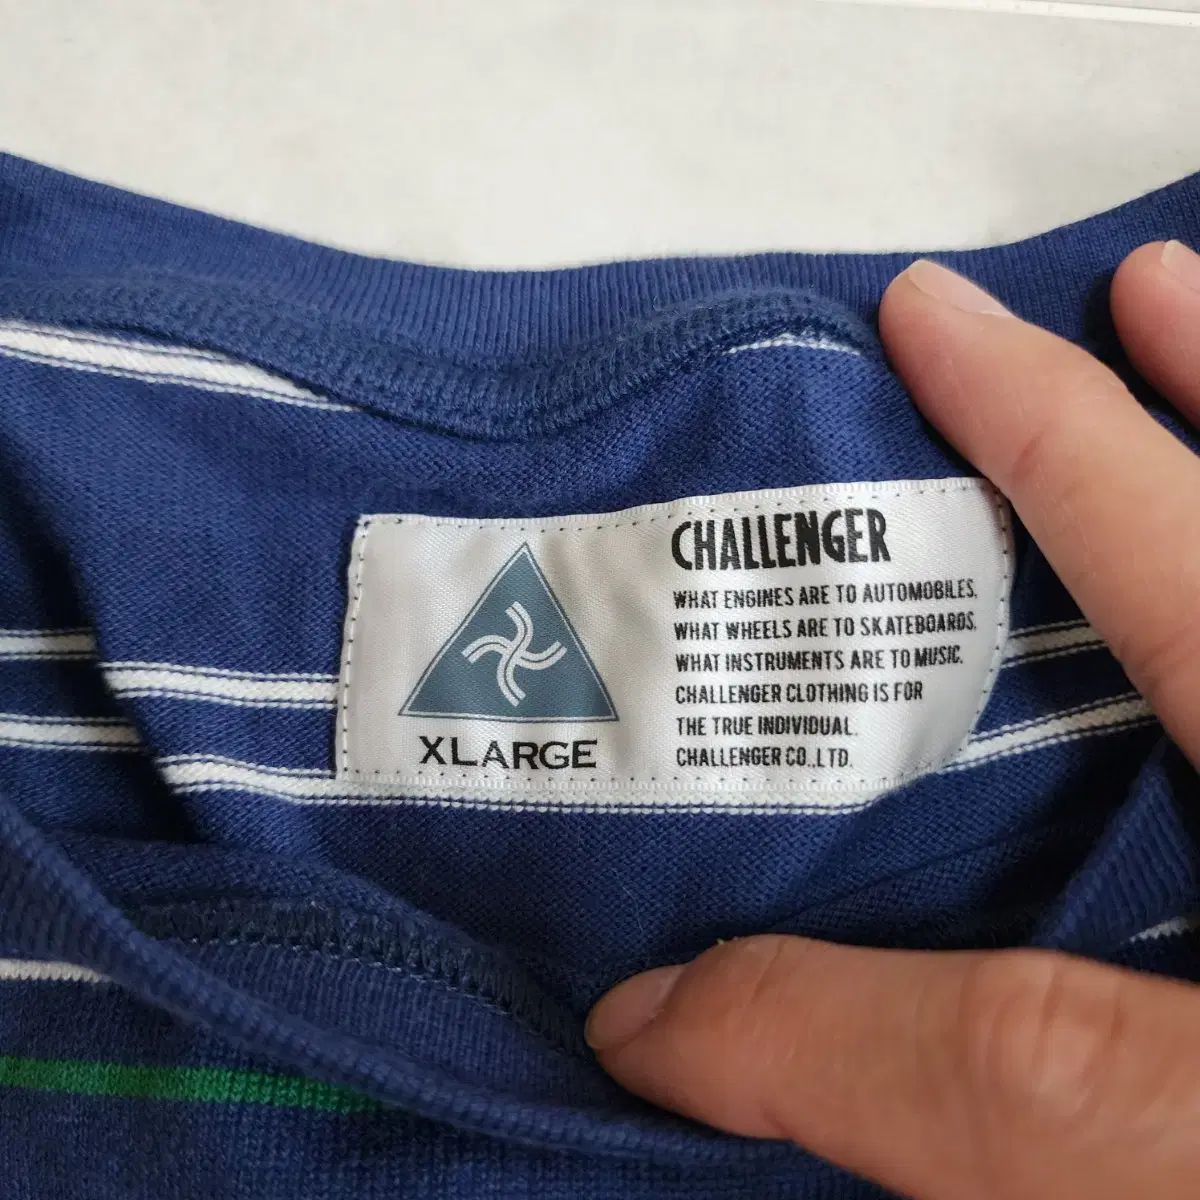 XLARGE
CHALLENGER
WHAT ENGINES ARE TO AUTOMOBILES.
WHAT WHEELS ARE TO SKATEBOARDS.
WHAT INSTRUMENTS ARE TO MUSIC.
CHALLENGER CLOTHING IS FOR
THE TRUE INDIVIDUAL.
CHALLENGER CO.,LTD.